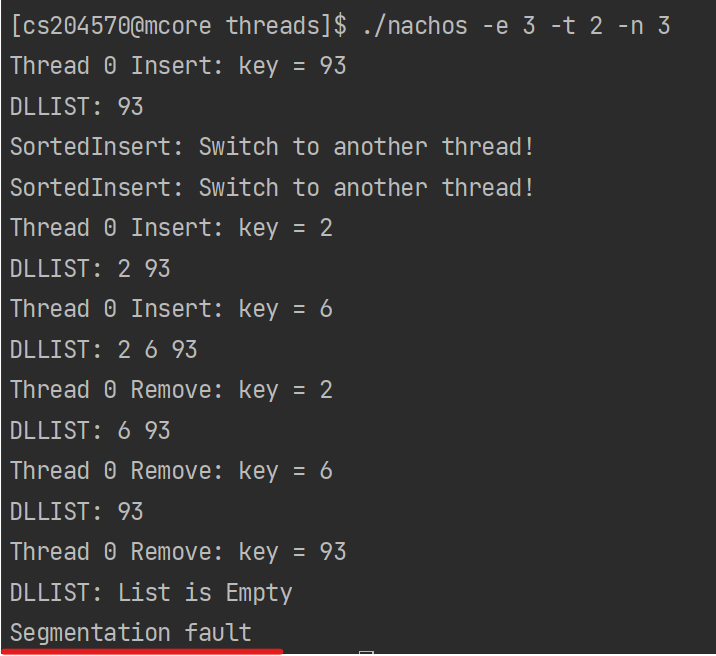 [cs204570@mcore threads]$ ./nachos -e 3 -t 2 -n 3
Thread 0 Insert: key = 93
DLLIST: 93
SortedInsert: Switch to another thread!
SortedInsert: Switch to another thread!
Thread 0 Insert: key = 2
DLLIST: 2 93
Thread 0 Insert: key = 6
DLLIST: 2 6 93
Thread 0 Remove: key = 2
DLLIST: 6 93
Thread 0 Remove: key = 6
DLLIST: 93
Thread 0 Remove: key = 93
DLLIST: List is Empty
Segmentation fault